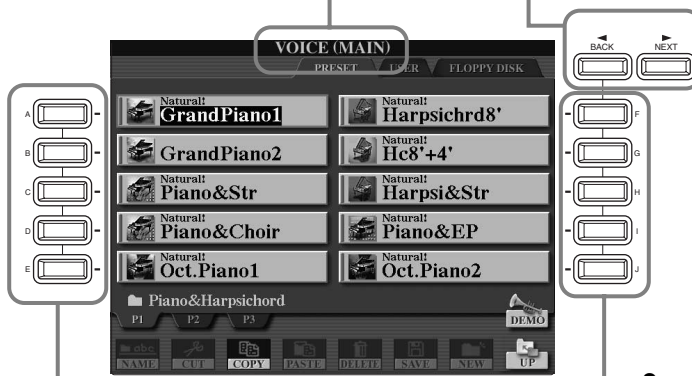 VOICE (MAIN)
BACK NEXT
PRESET USER FLOPPY DISK
A
Natural!
GrandPiano1
Natural!
Harpsichrd8'
F
B
GrandPiano2
Natural!
Hc8'+4'
G
C
Natural!
Piano&Str
Natural!
Harpsi&Str
H
D
Natural!
Piano&Choir
Natural!
Piano&EP
I
E
Natural!
Oct.Piano1
Natural!
Oct.Piano2
J
Piano&Harpsichord
P1 P2 P3
DEMO
abc
NAME CUT COPY PASTE DELETE SAVE NEW UP